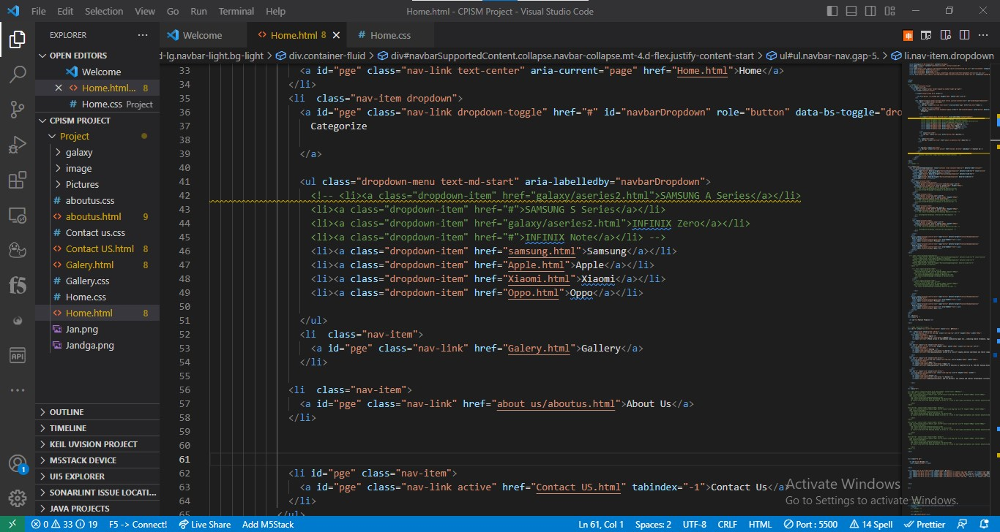 File Edit Selection View Go Run Terminal Help
Home.html - CPISM Project - Visual Studio Code
EXPLORER
OPEN EDITORS
Welcome
Home.html... 8
Home.css Project
CPISM PROJECT
Project
galaxy
image
Pictures
aboutus.css
aboutus.html 9
Contact us.css
Contact US.html 8
Galery.html 8
Gallery.css
Home.css
Home.html 8
Jan.png
Jandga.png
OUTLINE
TIMELINE
KEIL UVISION PROJECT
M5STACK DEVICE
UI5 EXPLORER
SONARLINT ISSUE LOCATI...
JAVA PROJECTS
Welcome Home.html 8 Home.css
d-lg.navbar-light.bg-light > div.container-fluid > div#navbarSupportedContent.collapse.navbar-collapse.mt-4.d-flex.justify-content-start > ul#ul.navbar-nav.gap-5. > li.nav-item.dropdown
33 <a id="pge" class="nav-link text-center" aria-current="page" href="Home.html">Home</a>
34 </li>
35 <li  class="nav-item dropdown">
36 <a id="pge" class="nav-link dropdown-toggle" href="#" id="navbarDropdown" role="button" data-bs-toggle="dro
37 Categorize
38
39 </a>
40
41 <ul class="dropdown-menu text-md-start" aria-labelledby="navbarDropdown">
42 <!-- <li><a class="dropdown-item" href="galaxy/aseries2.html">SAMSUNG A Series</a></li>
43 <li><a class="dropdown-item" href="#">SAMSUNG S Series</a></li>
44 <li><a class="dropdown-item" href="galaxy/aseries2.html">INFINIX Zero</a></li>
45 <li><a class="dropdown-item" href="#">INFINIX Note</a></li> -->
46 <li><a class="dropdown-item" href="samsung.html">Samsung</a></li>
47 <li><a class="dropdown-item" href="Apple.html">Apple</a></li>
48 <li><a class="dropdown-item" href="Xiaomi.html">Xiaomi</a></li>
49 <li><a class="dropdown-item" href="Oppo.html">Oppo</a></li>
50
51 </ul>
52 <li  class="nav-item">
53 <a id="pge" class="nav-link" href="Galery.html">Gallery</a>
54 </li>
55
56 <li  class="nav-item">
57 <a id="pge" class="nav-link" href="about us/aboutus.html">About Us</a>
58 </li>
59
60
61
62 <li id="pge" class="nav-item">
63 <a id="pge" class="nav-link active" href="Contact US.html" tabindex="-1">Contact Us</a>
64 </li>
65 </ul>
Activate Windows
Go to Settings to activate Windows.
API
f5
1
0 33 19 F5 -> Connect! Live Share Add M5Stack Ln 61, Col 1 Spaces: 2 UTF-8 CRLF HTML Port : 5500 14 Spell Prettier